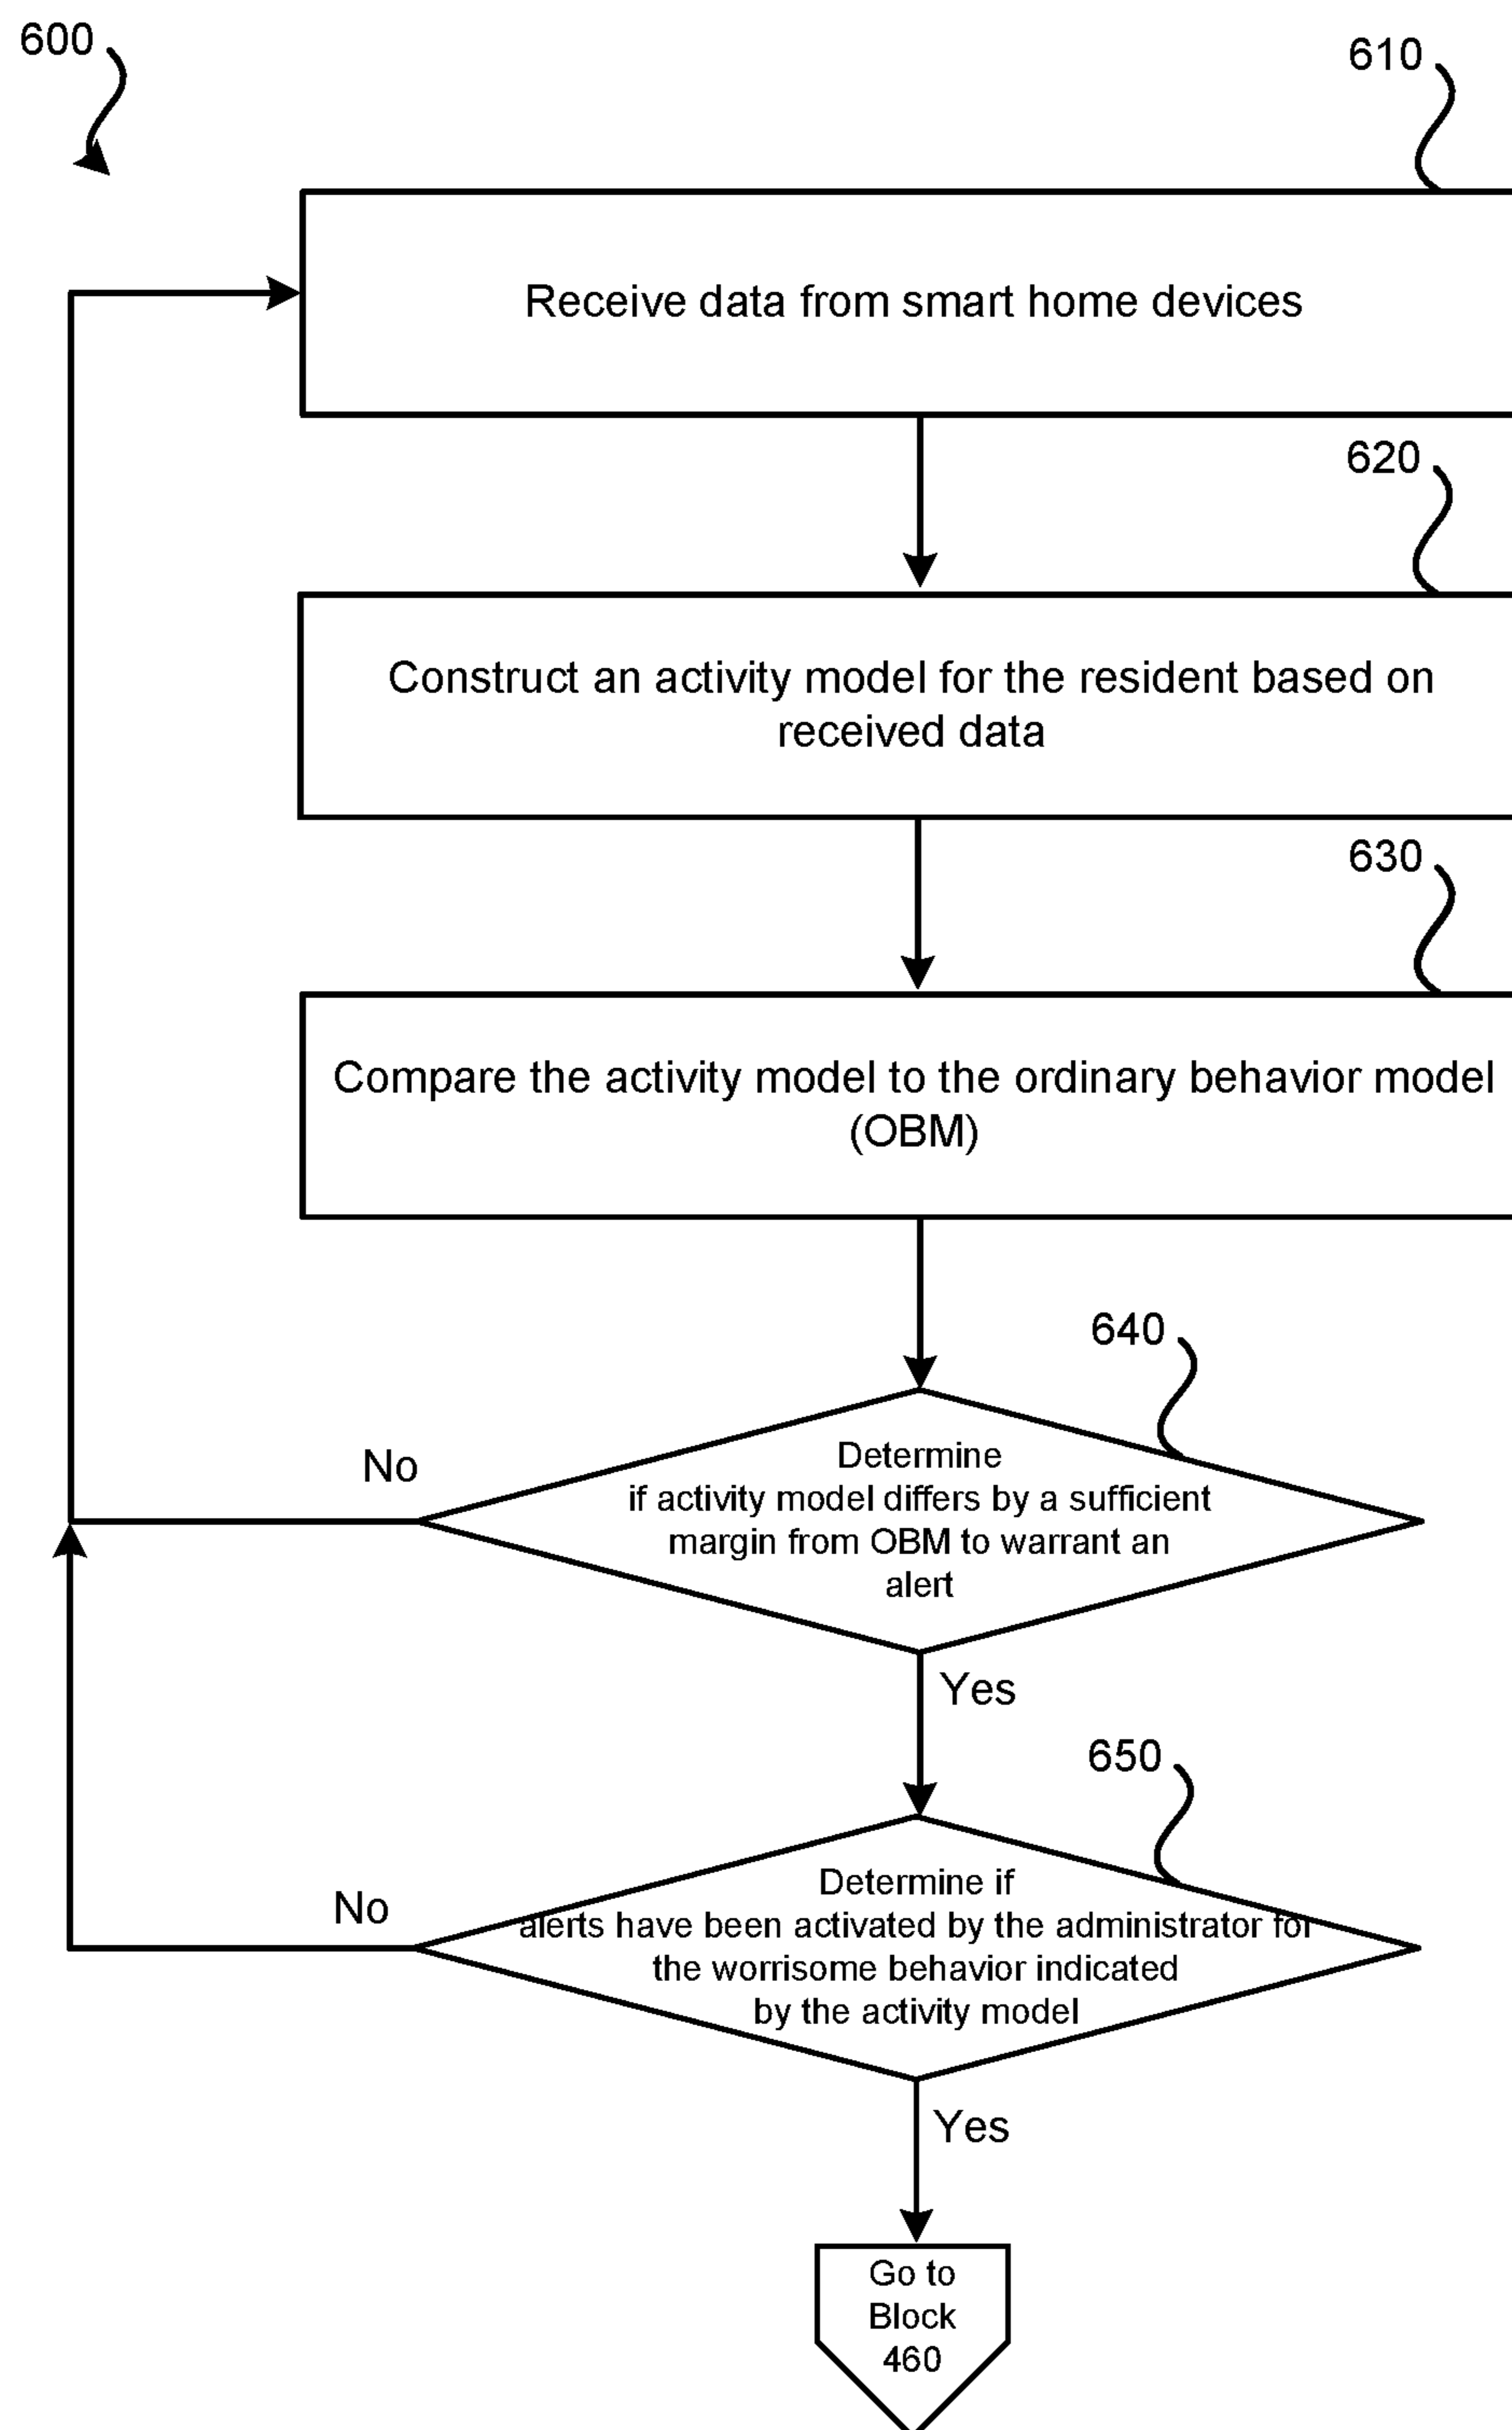 600
610
Receive data from smart home devices
620
Construct an activity model for the resident based on
received data
630
Compare the activity model to the ordinary behavior model
(OBM)
640
No
Determine
if activity model differs by a sufficient
margin from OBM to warrant an
alert
Yes
650
No
Determine if
alerts have been activated by the administrator for
the worrisome behavior indicated
by the activity model
Yes
Go to
Block
460